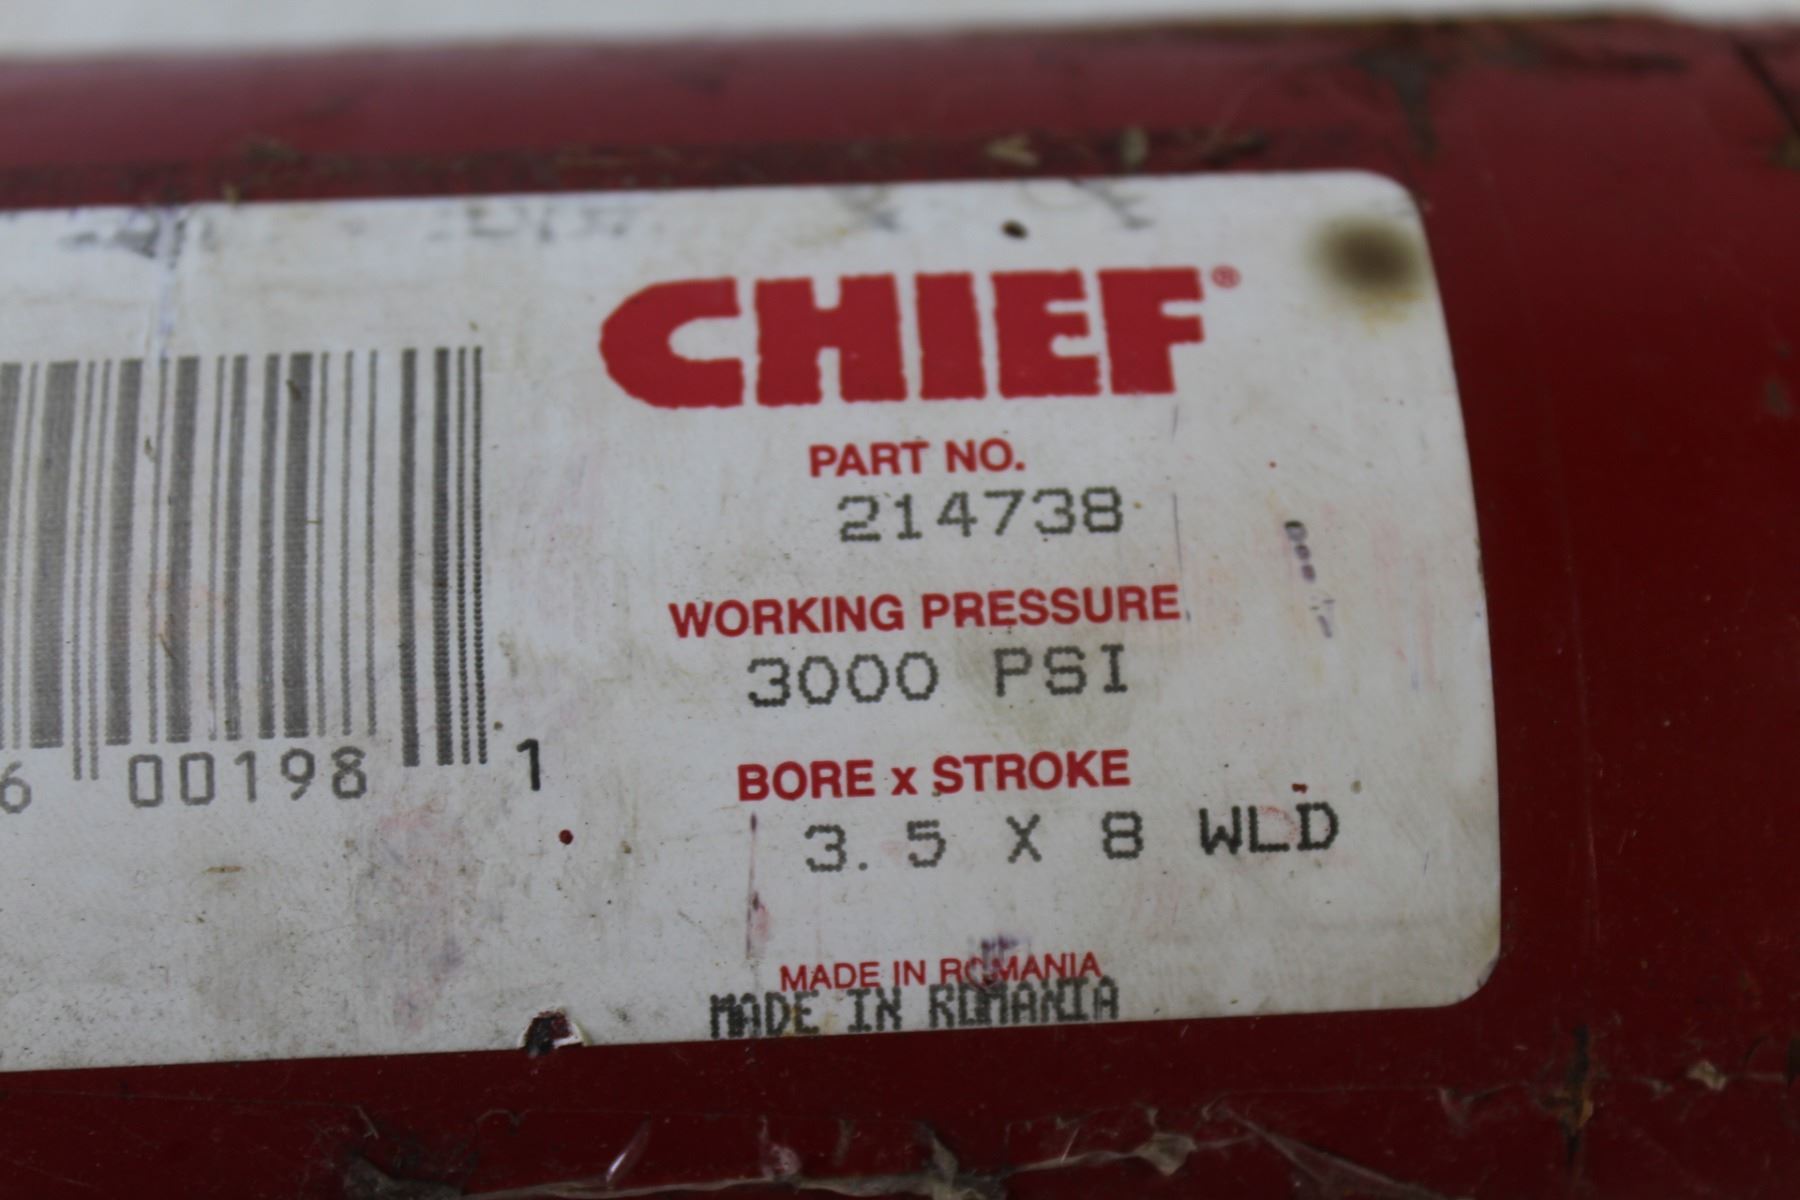 CHIEF®
PART NO.
214738
WORKING PRESSURE
3000 PSI
BORE x STROKE
3.5 X 8 WLD
MADE IN ROMANIA
MADE IN ROMANIA
6 00198 1